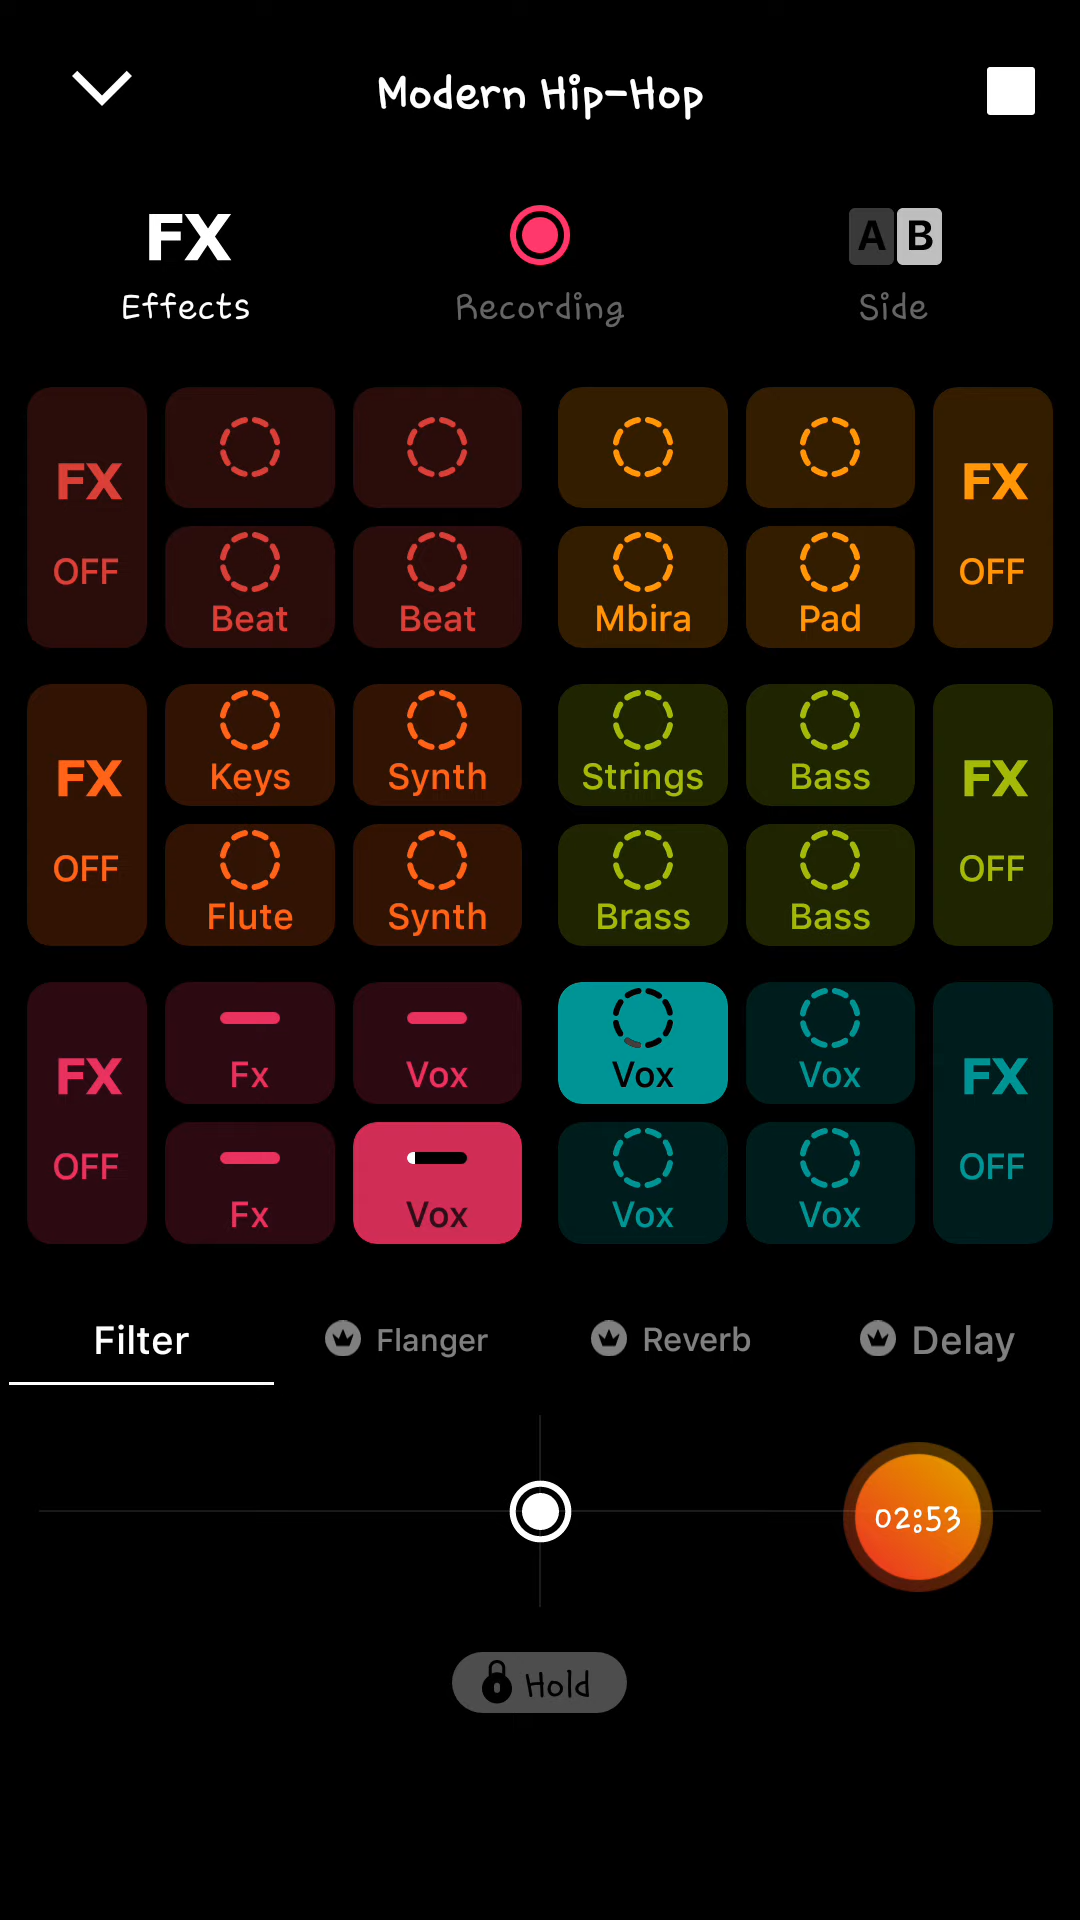 Modern Hip-Hop
FX
A B
Effects
Recording
Side
FX
OFF
Beat
Beat
Mbira
Pad
FX
OFF
FX
OFF
Keys
Synth
Strings
Bass
FX
OFF
Flute
Synth
Brass
Bass
FX
OFF
Fx
Vox
Vox
Vox
FX
OFF
Fx
Vox
Vox
Vox
Filter
Flanger
Reverb
Delay
02:53
Hold